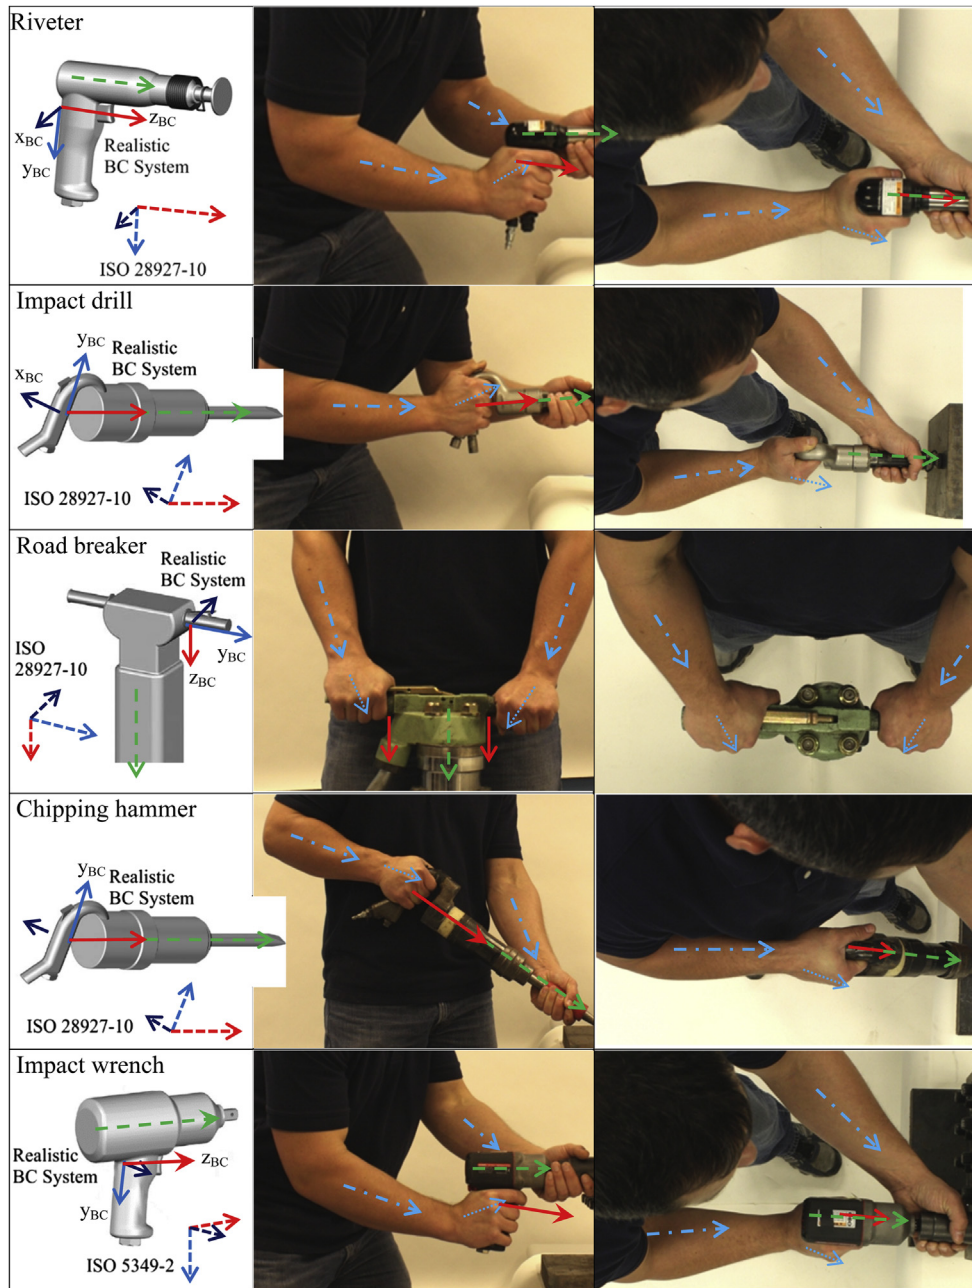 Riveter
zBC
xBC
yBC
Realistic
BC System
ISO 28927-10
Impact drill
yBC
Realistic
BC System
xBC
ISO 28927-10
Road breaker
Realistic
BC System
ISO
28927-10
yBC
zBC
Chipping hammer
yBC
Realistic
BC System
ISO 28927-10
Impact wrench
Realistic
BC System
zBC
yBC
ISO 5349-2